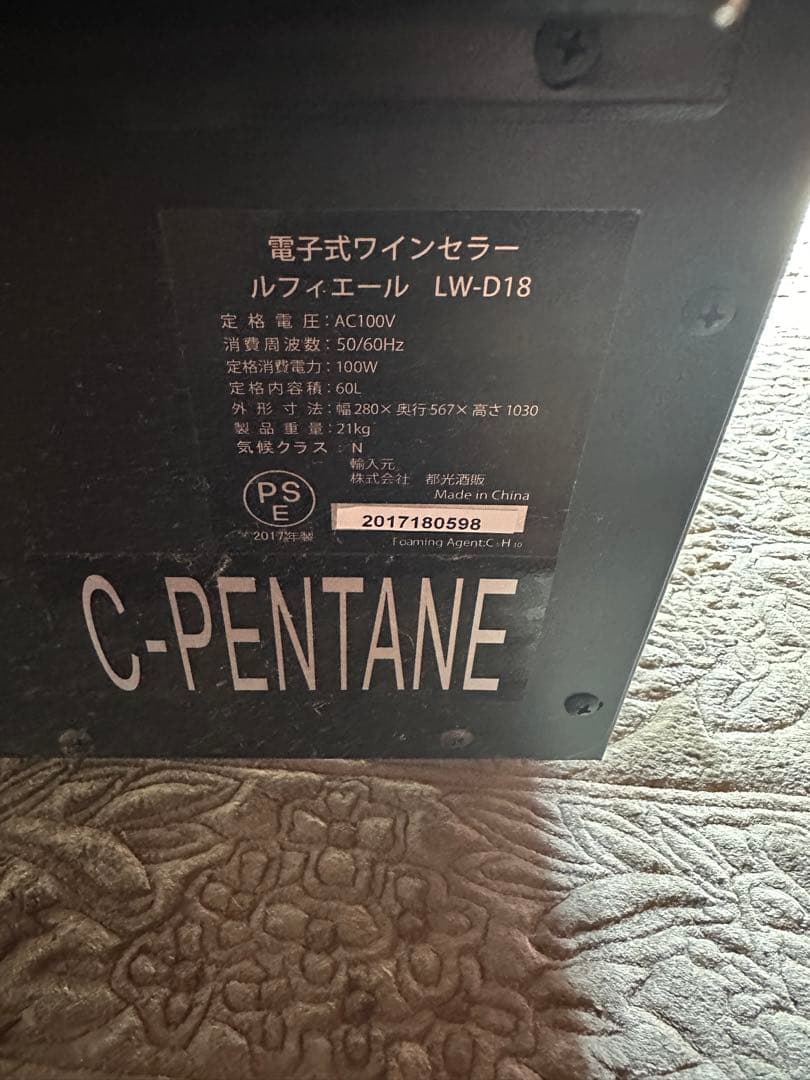 電子式ワインセラー
ルフィエール LW-D18
定格電圧：AC100V
消費周波数：50/60Hz
定格消費電力：100W
定格内容積：60L
外形寸法：幅280×奥行567×高さ1030
製品重量：21kg
気候クラス：N
輸入元
株式会社 都光酒販
Made in China
PS
E
2017180598
2017年製
Foaming Agent:C5H10
C-PENTANE